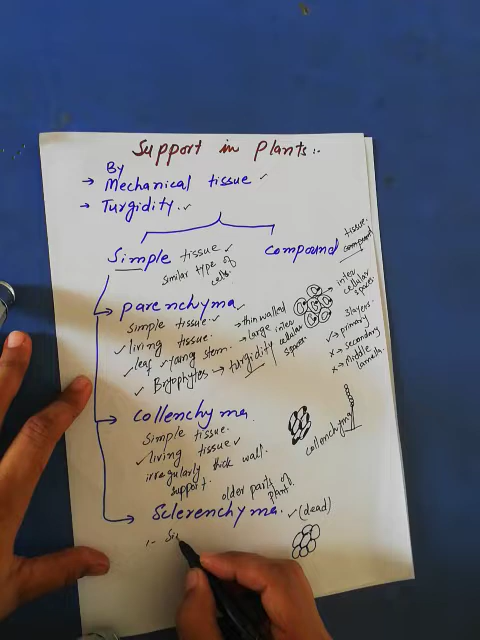 Support in Plants:-
By
→ Mechanical tissue ✓
→ Turgidity ✓
Simple tissue ✓
similar type of
cells.
compound tissue.
compound
→ parenchyma ✓
simple tissue ✓
✓ living tissue.
✓ leaf ✓ young stem.
✓ Bryophytes → turgidity
→ thin walled
→ large inter
cellular
spaces
inter
cellular
spaces
3 layers.
✓ → primary
x → secondary
x → middle
lamella.
→ collenchyma
Simple tissue.
✓ living tissue ✓
irregularly thick wall.
support.
collenchyma
older parts of
plant.
→ Sclerenchyma. ✓ (dead)
1- Si